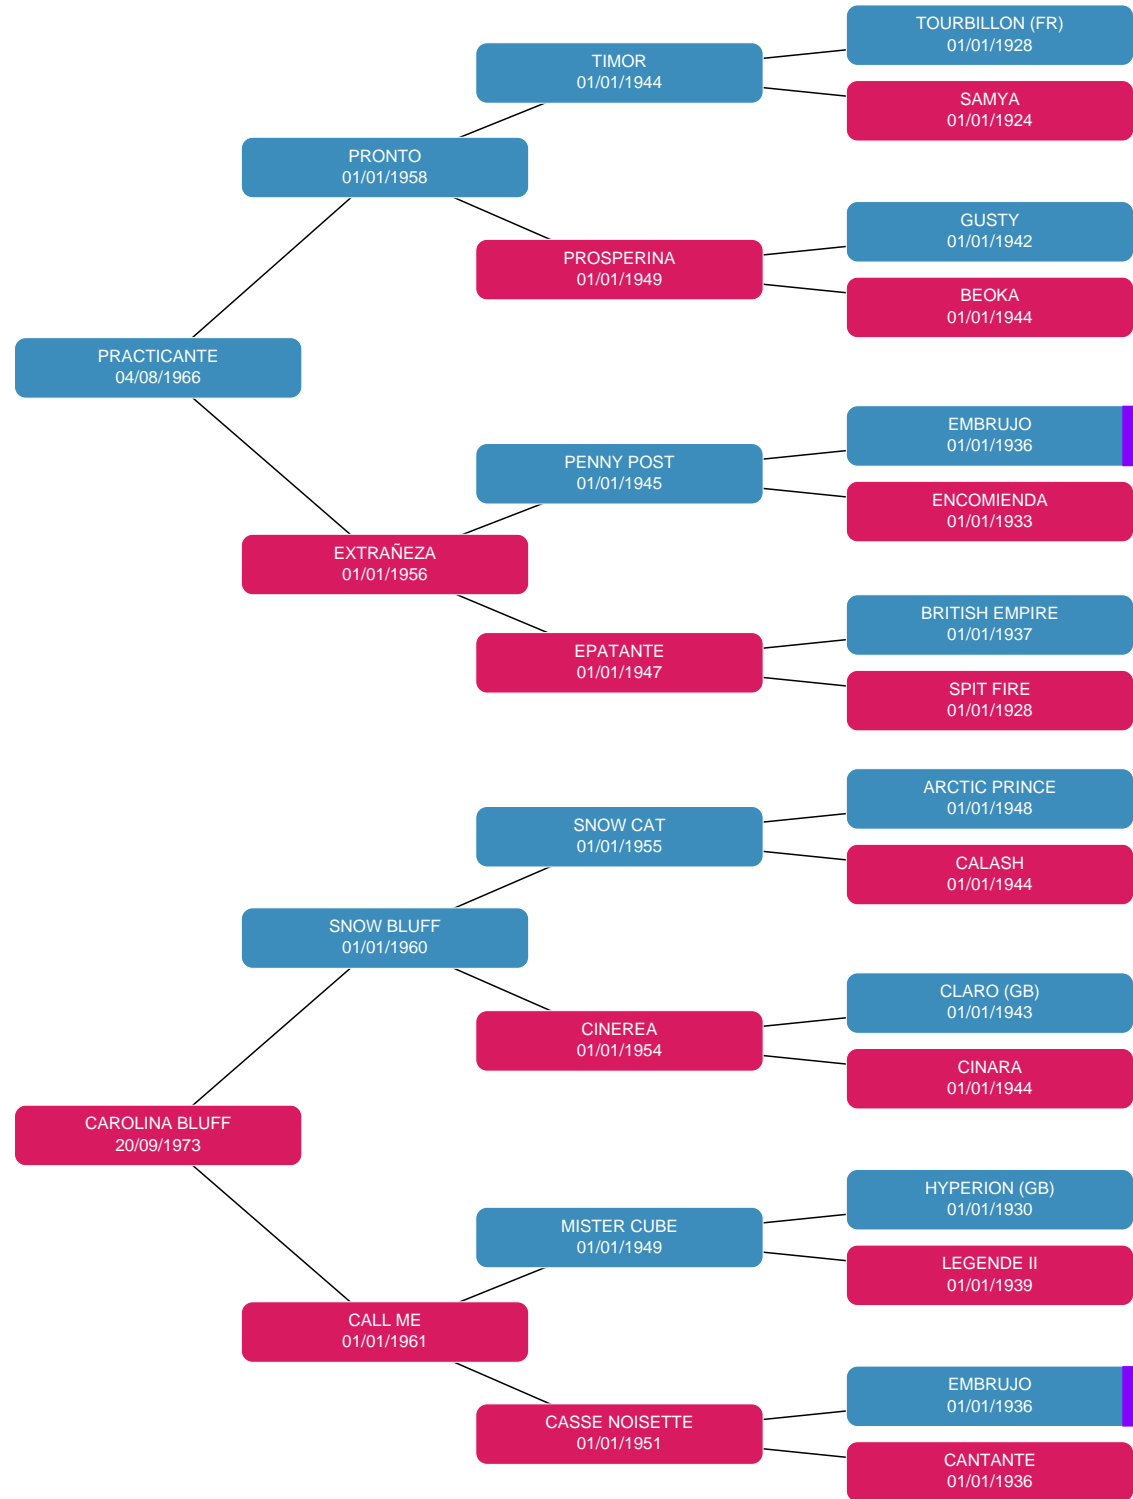 TOURBILLON (FR)
01/01/1928
TIMOR
01/01/1944
SAMYA
01/01/1924
PRONTO
01/01/1958
GUSTY
01/01/1942
PROSPERINA
01/01/1949
BEOKA
01/01/1944
PRACTICANTE
04/08/1966
EMBRUJO
01/01/1936
PENNY POST
01/01/1945
ENCOMIENDA
01/01/1933
EXTRAÑEZA
01/01/1956
BRITISH EMPIRE
01/01/1937
EPATANTE
01/01/1947
SPIT FIRE
01/01/1928
ARCTIC PRINCE
01/01/1948
SNOW CAT
01/01/1955
CALASH
01/01/1944
SNOW BLUFF
01/01/1960
CLARO (GB)
01/01/1943
CINEREA
01/01/1954
CINARA
01/01/1944
CAROLINA BLUFF
20/09/1973
HYPERION (GB)
01/01/1930
MISTER CUBE
01/01/1949
LEGENDE II
01/01/1939
CALL ME
01/01/1961
EMBRUJO
01/01/1936
CASSE NOISETTE
01/01/1951
CANTANTE
01/01/1936